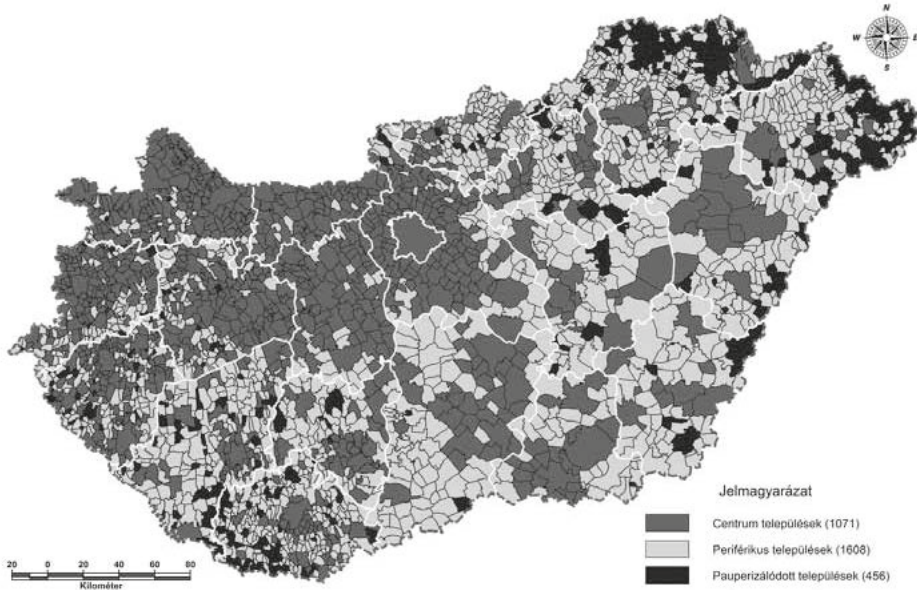 N
W E
S
Jelmagyarázat
Centrum települések (1071)
Periférikus települések (1608)
Pauperizálódott települések (456)
20 0 20 40 60 80
Kilométer